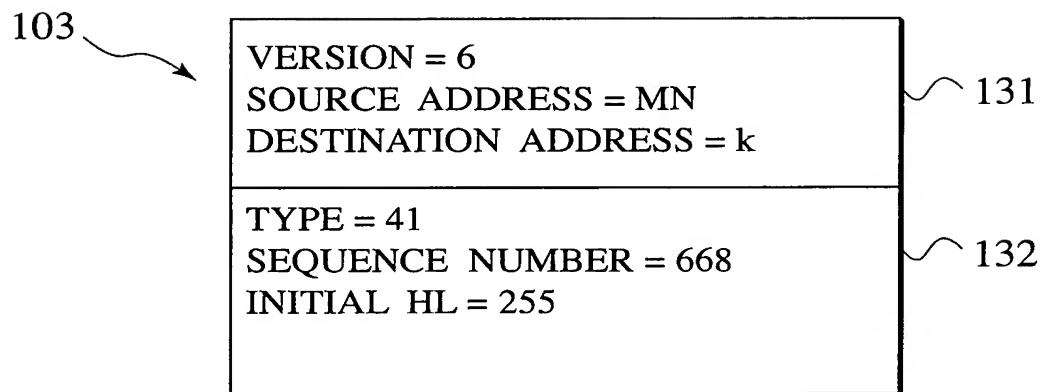 103
VERSION = 6
SOURCE ADDRESS = MN
DESTINATION ADDRESS = k
131
TYPE = 41
SEQUENCE NUMBER = 668
INITIAL HL = 255
132